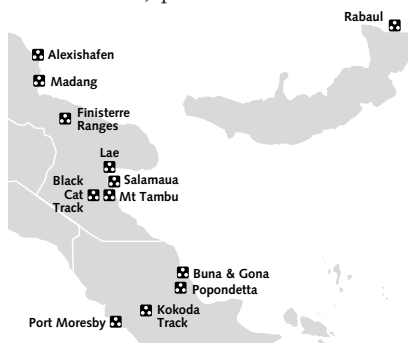 Rabaul
Alexishafen
Madang
Finisterre
Ranges
Lae
Black
Cat
Track
Salamaua
Mt Tambu
Buna & Gona
Popondetta
Kokoda
Track
Port Moresby